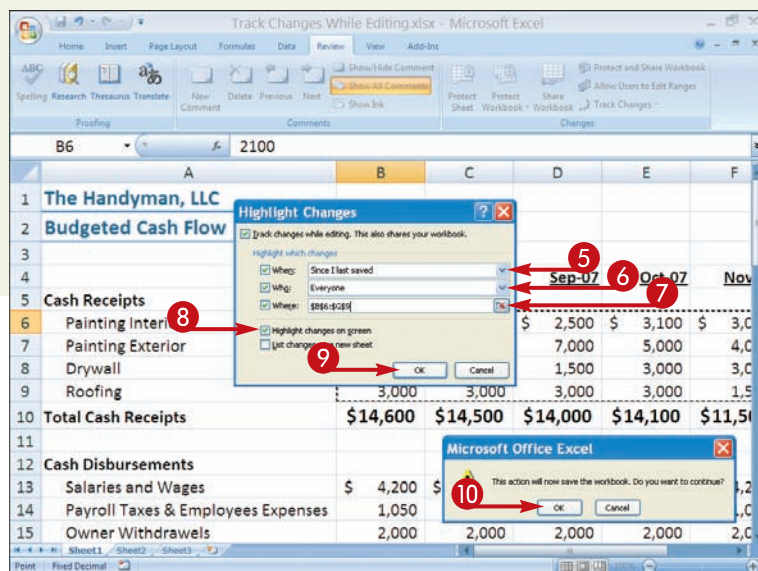 Track Changes While Editing.xlsx - Microsoft Excel
Home Insert Page Layout Formulas Data Review View Add-Ins
ABC
Spelling Research Thesaurus Translate
Proofing
New Comment Delete Previous Next
Show/Hide Comment
Show All Comments
Show Ink
Comments
Protect Sheet Protect Workbook Share Workbook
Protect and Share Workbook
Allow Users to Edit Ranges
Track Changes
Changes
B6 fx 2100
A B C D E F
1 The Handyman, LLC
2 Budgeted Cash Flow
3
4 Sep-07 Oct-07 Nov
5 Cash Receipts
6 Painting Interi $ 2,500 $ 3,100 $ 3,0
7 Painting Exterior 7,000 5,000 4,0
8 Drywall 1,500 3,000 3,0
9 Roofing 3,000 3,000 3,000 3,000 1,5
10 Total Cash Receipts $14,600 $14,500 $14,000 $14,100 $11,50
11
12 Cash Disbursements
13 Salaries and Wages $ 4,200 $ 4,2
14 Payroll Taxes & Employees Expenses 1,050
15 Owner Withdrawels 2,000 2,000 2,000 2,000 2,0
Highlight Changes
Track changes while editing. This also shares your workbook.
Highlight which changes
When: Since I last saved
5
Who: Everyone
6
Where: $B$6:$G$9
7
8
Highlight changes on screen
List changes on a new sheet
9
OK Cancel
Microsoft Office Excel
This action will now save the workbook. Do you want to continue?
10
OK Cancel
Sheet1 Sheet2 Sheet3
Point Fixed Decimal 100%